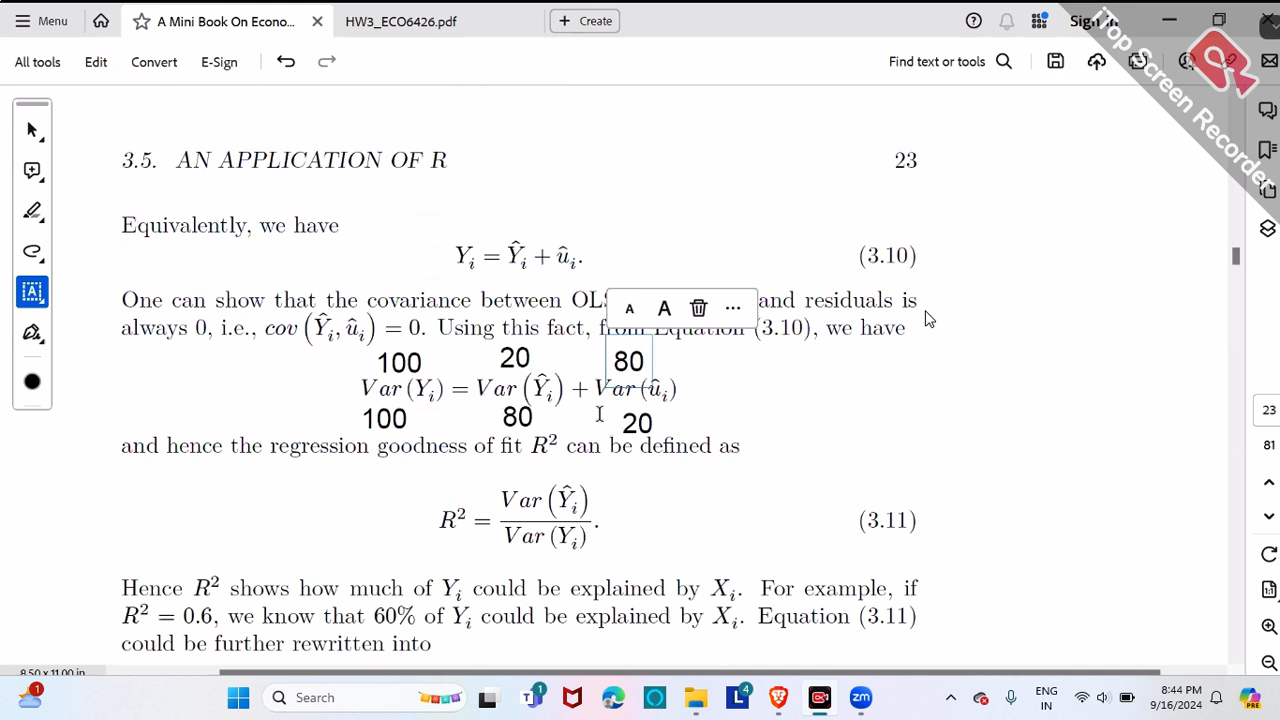 Menu
A Mini Book On Econo...
HW3_ECO6426.pdf
Create
Sign in
All tools
Edit
Convert
E-Sign
Find text or tools
iTop Screen Recorder
3.5. AN APPLICATION OF R 23
Equivalently, we have
Y_i = Ŷ_i + û_i. (3.10)
One can show that the covariance between OLS and residuals is
always 0, i.e., cov (Ŷ_i, û_i) = 0. Using this fact, from Equation (3.10), we have
A A ...
100 20 80
Var (Y_i) = Var (Ŷ_i) + Var (û_i)
100 80 20
and hence the regression goodness of fit R² can be defined as
R² = Var (Ŷ_i) / Var (Y_i). (3.11)
Hence R² shows how much of Y_i could be explained by X_i. For example, if
R² = 0.6, we know that 60% of Y_i could be explained by X_i. Equation (3.11)
could be further rewritten into
23
81
8.50 x 11.00 in
1
Search
1
4
ENG
IN
8:44 PM
9/16/2024
PRE